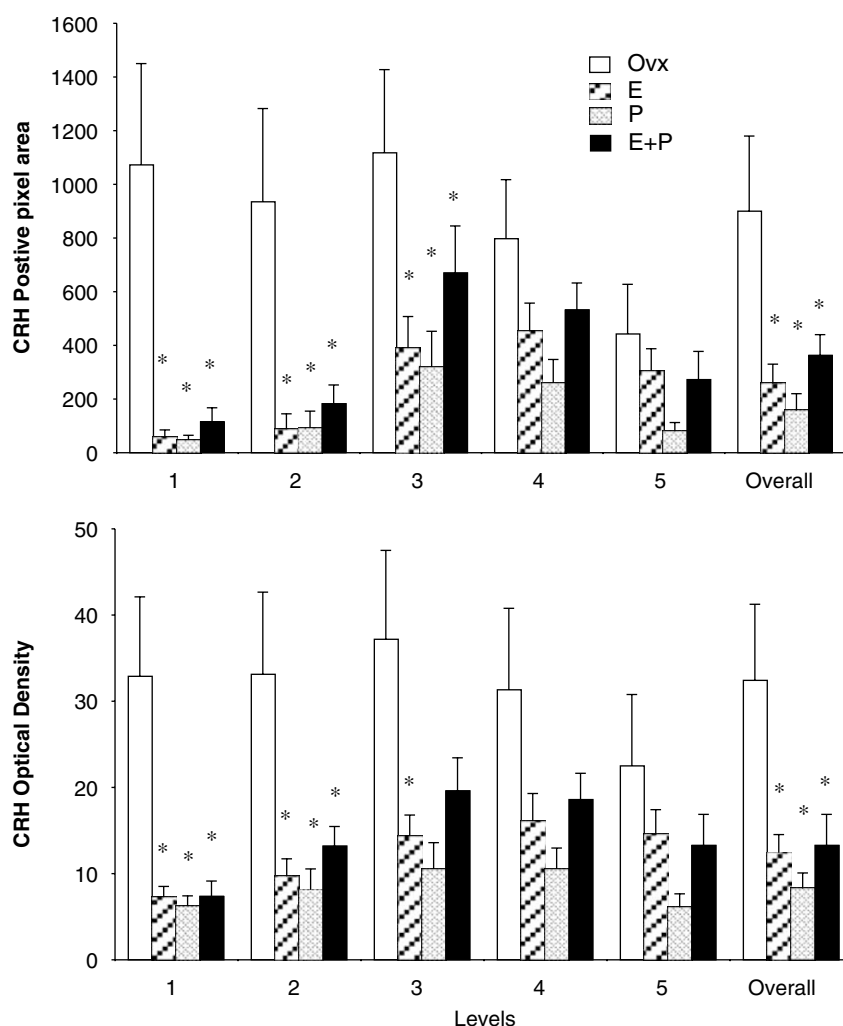 1600
1400
1200
1000
800
600
400
200
0
CRH Postive pixel area
Ovx
E
P
E+P
* * *
* * *
* * *
* * *
1 2 3 4 5 Overall
50
40
30
20
10
0
CRH Optical Density
* * *
* * *
*
* * *
1 2 3 4 5 Overall
Levels